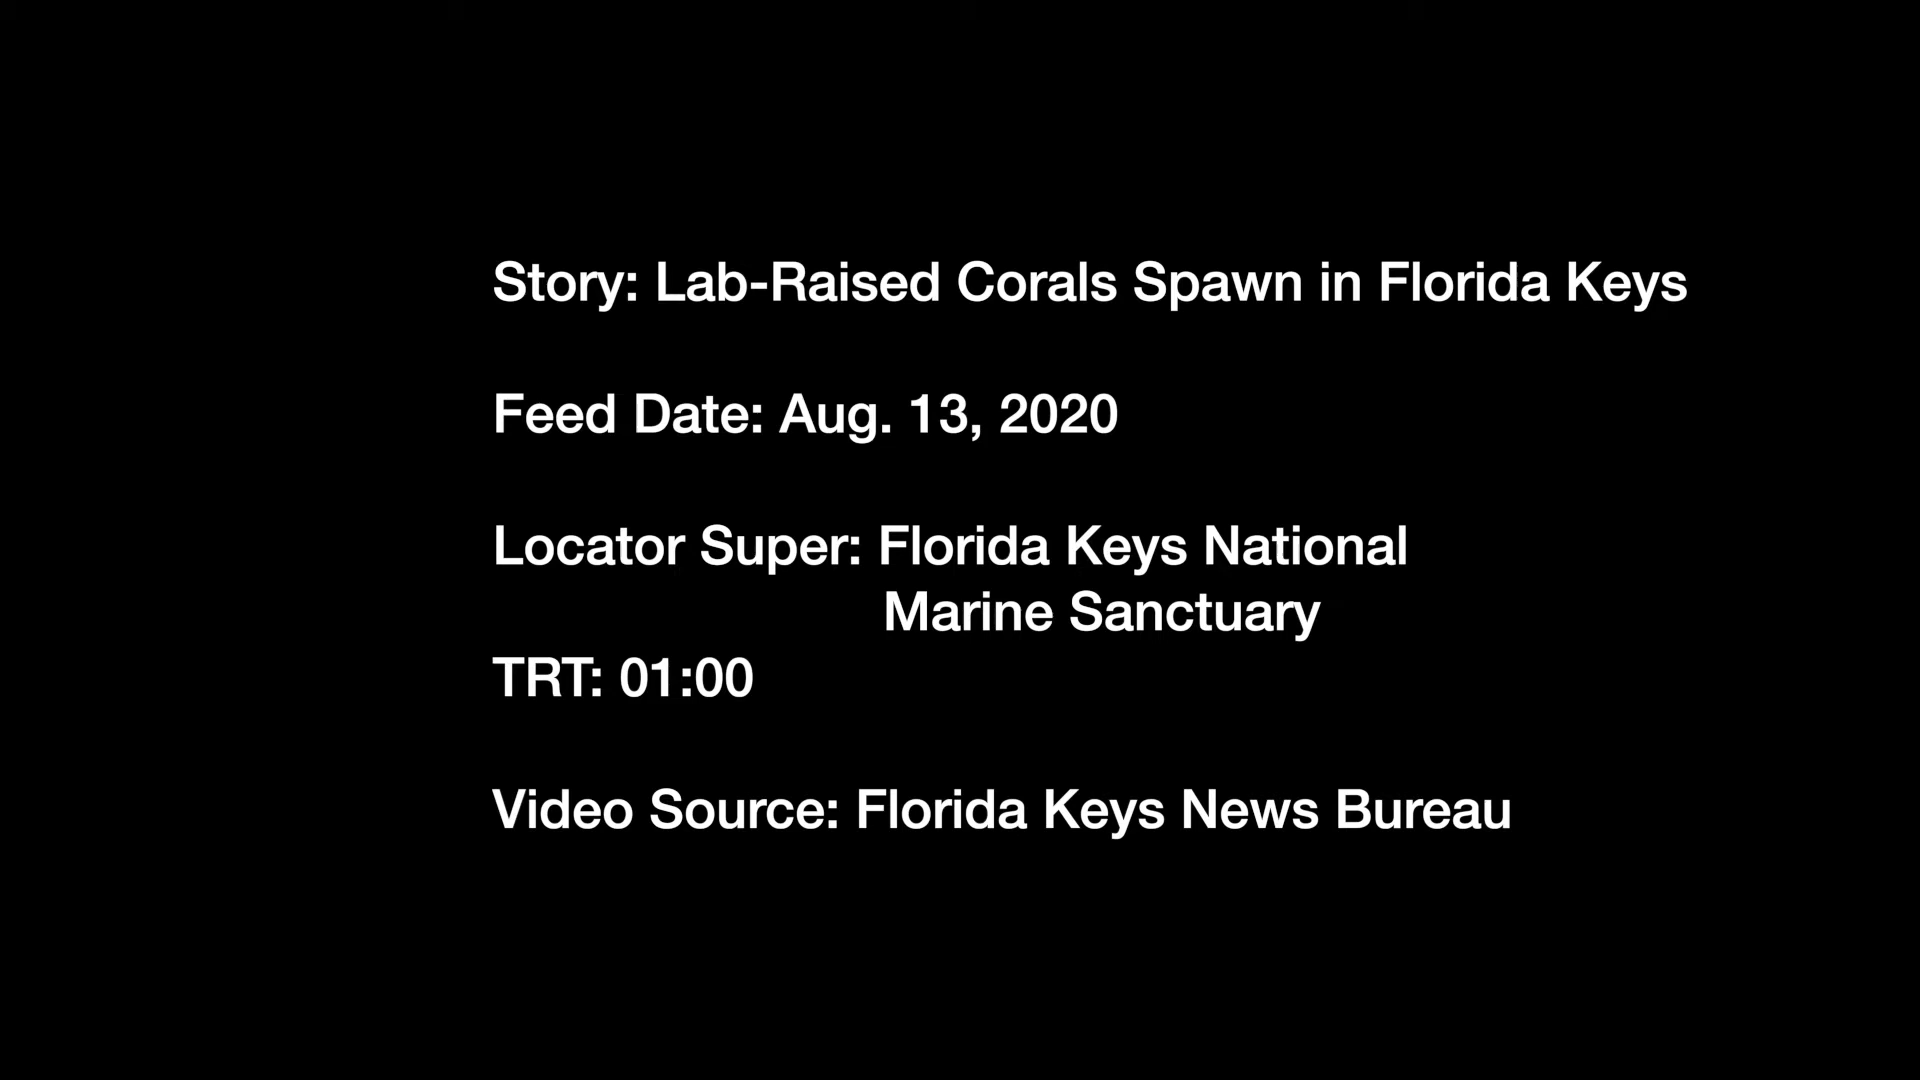 Story: Lab-Raised Corals Spawn in Florida Keys
Feed Date: Aug. 13, 2020
Locator Super: Florida Keys National
Marine Sanctuary
TRT: 01:00
Video Source: Florida Keys News Bureau